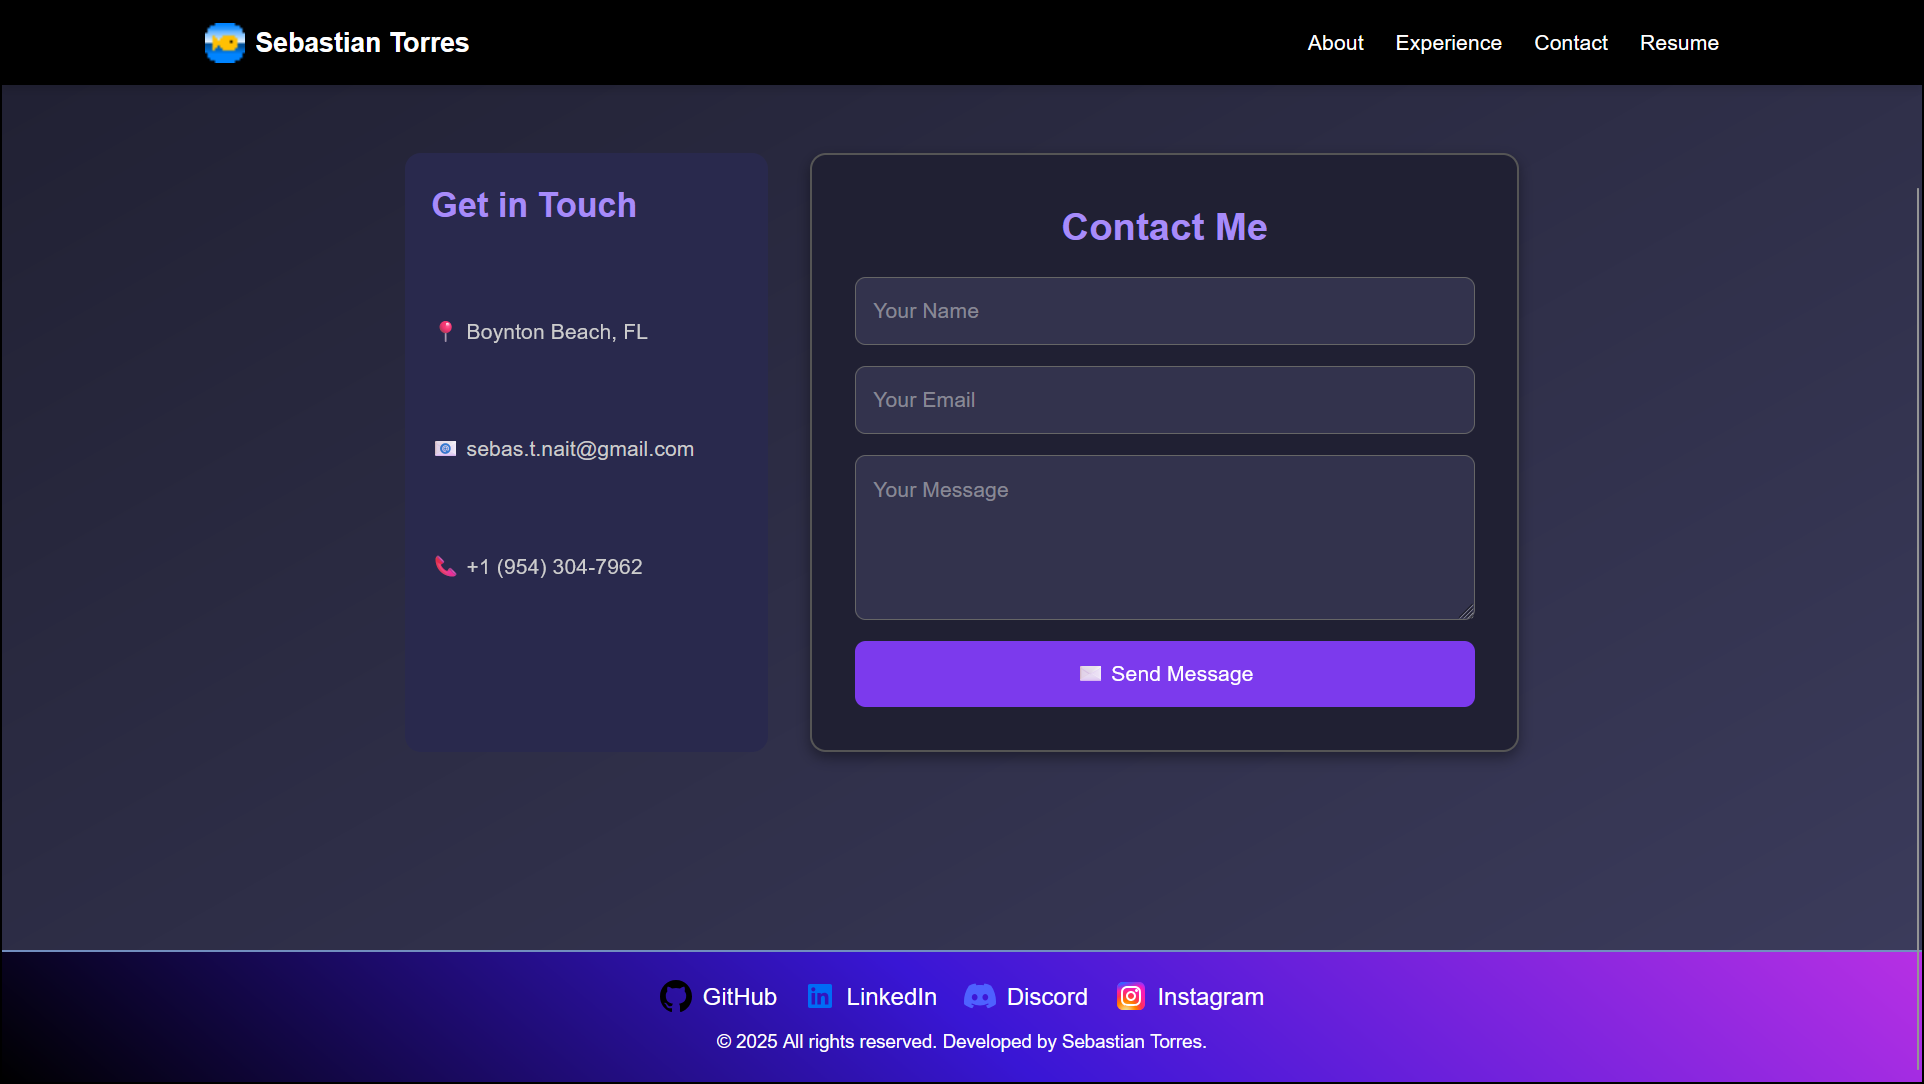 Sebastian Torres
About Experience Contact Resume
Get in Touch
Boynton Beach, FL
sebas.t.nait@gmail.com
+1 (954) 304-7962
Contact Me
Your Name
Your Email
Your Message
Send Message
GitHub LinkedIn Discord Instagram
© 2025 All rights reserved. Developed by Sebastian Torres.